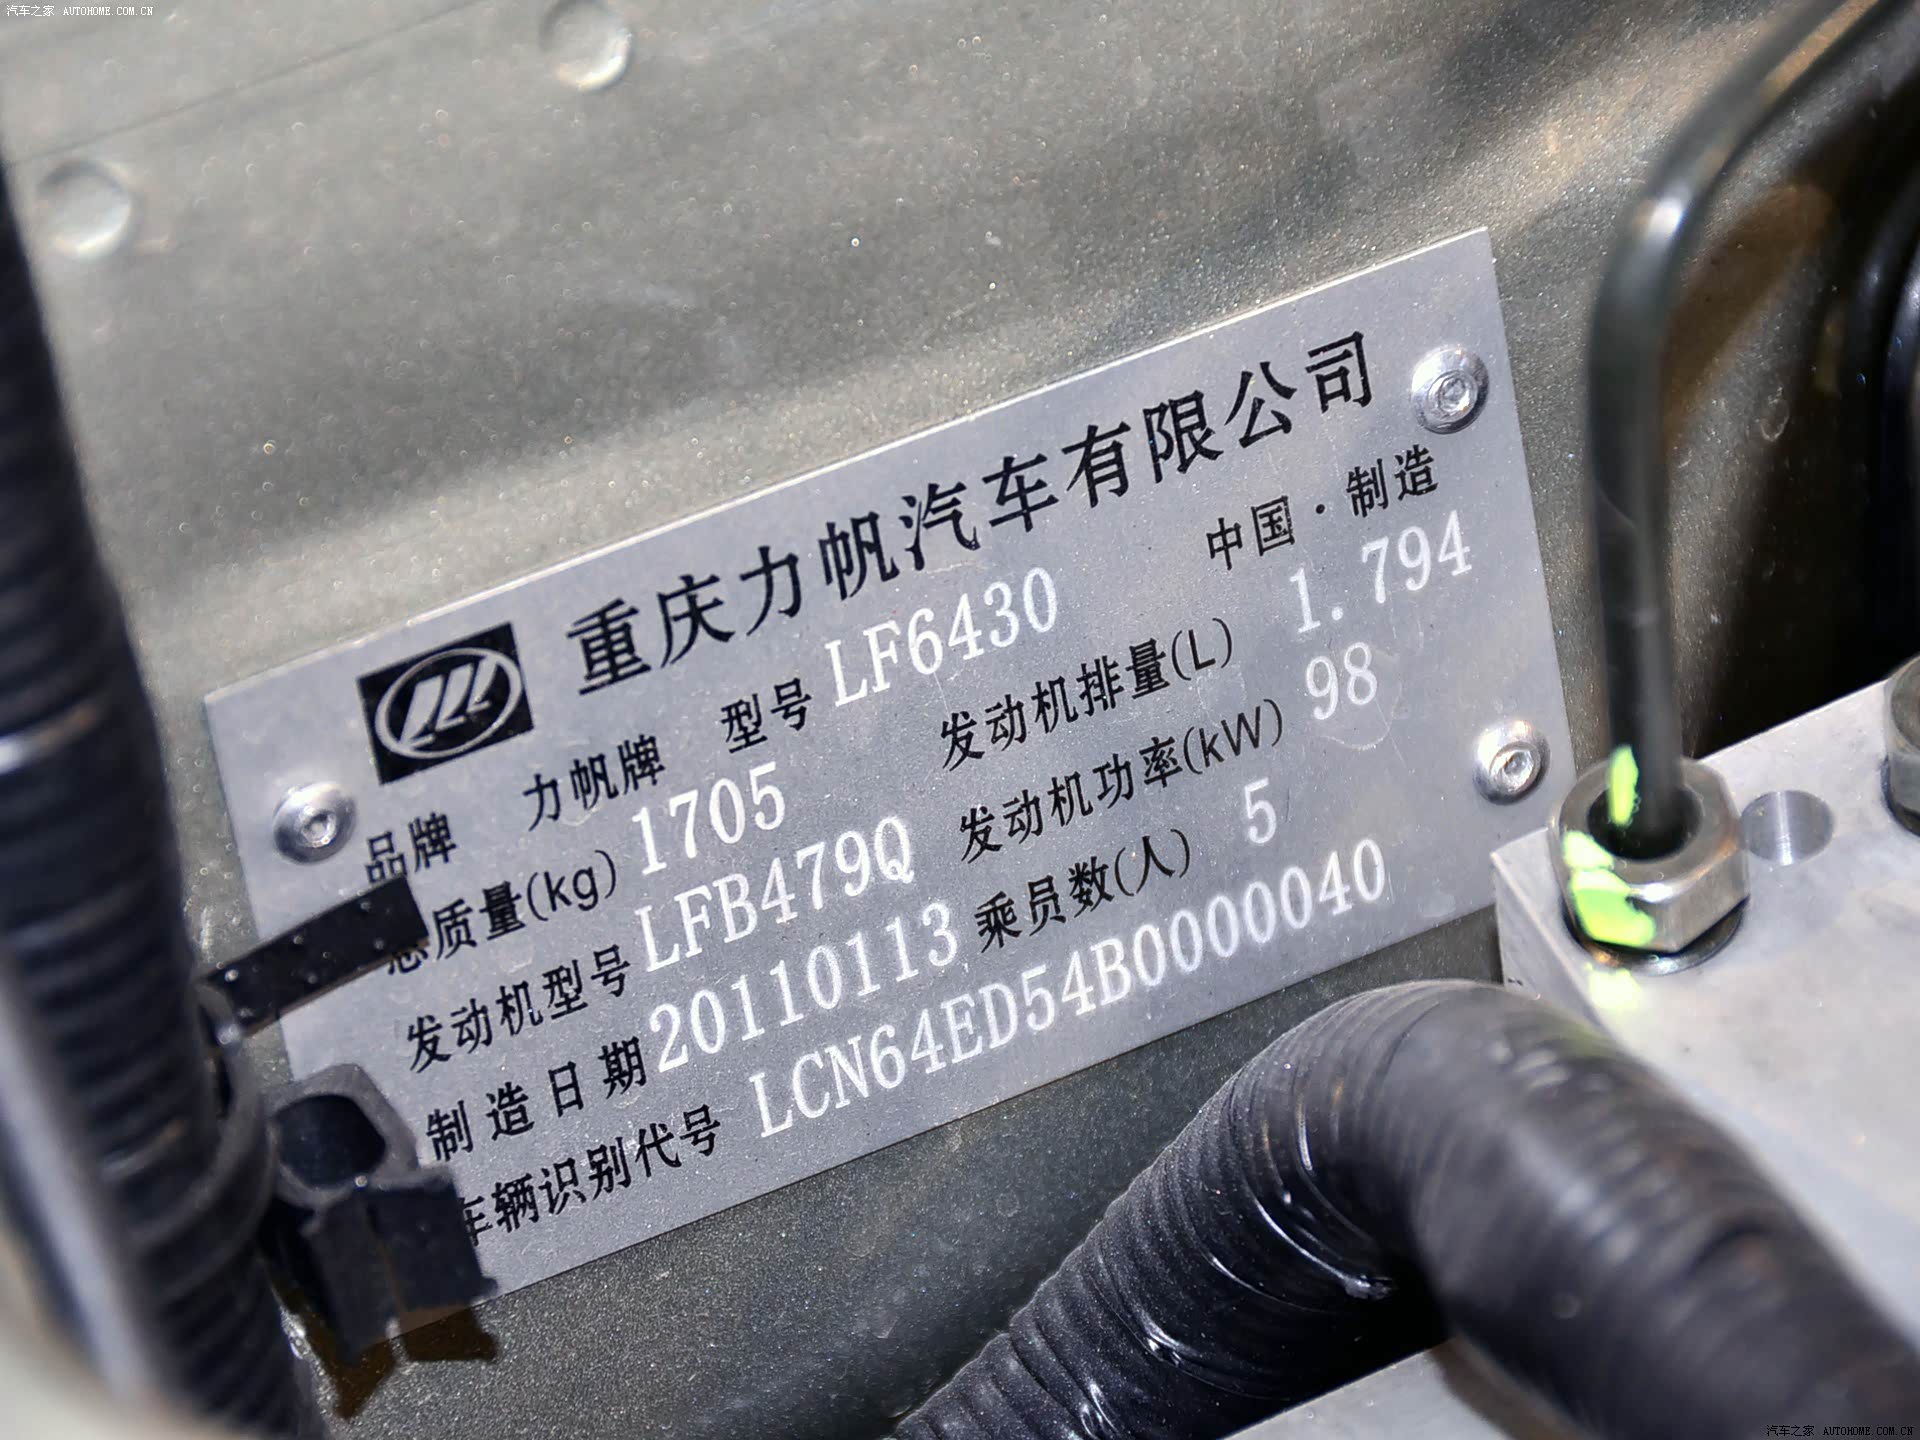 汽车之家 AUTOHOME.COM.CN
重庆力帆汽车有限公司
中国·制造
品牌 力帆牌 型号 LF6430
总质量(kg) 1705 发动机排量(L) 1.794
发动机型号 LFB479Q 发动机功率(kW) 98
制造日期 20110113 乘员数(人) 5
车辆识别代号 LCN64ED54B0000040
汽车之家 AUTOHOME.COM.CN